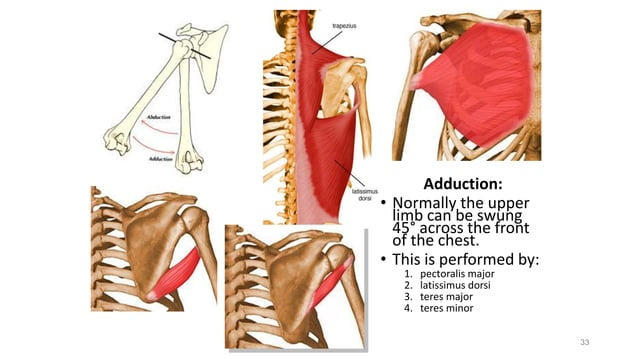 Abduction
Adduction
trapezius
latissimus
dorsi
Adduction:
• Normally the upper
limb can be swung
45° across the front
of the chest.
• This is performed by:
1. pectoralis major
2. latissimus dorsi
3. teres major
4. teres minor
33